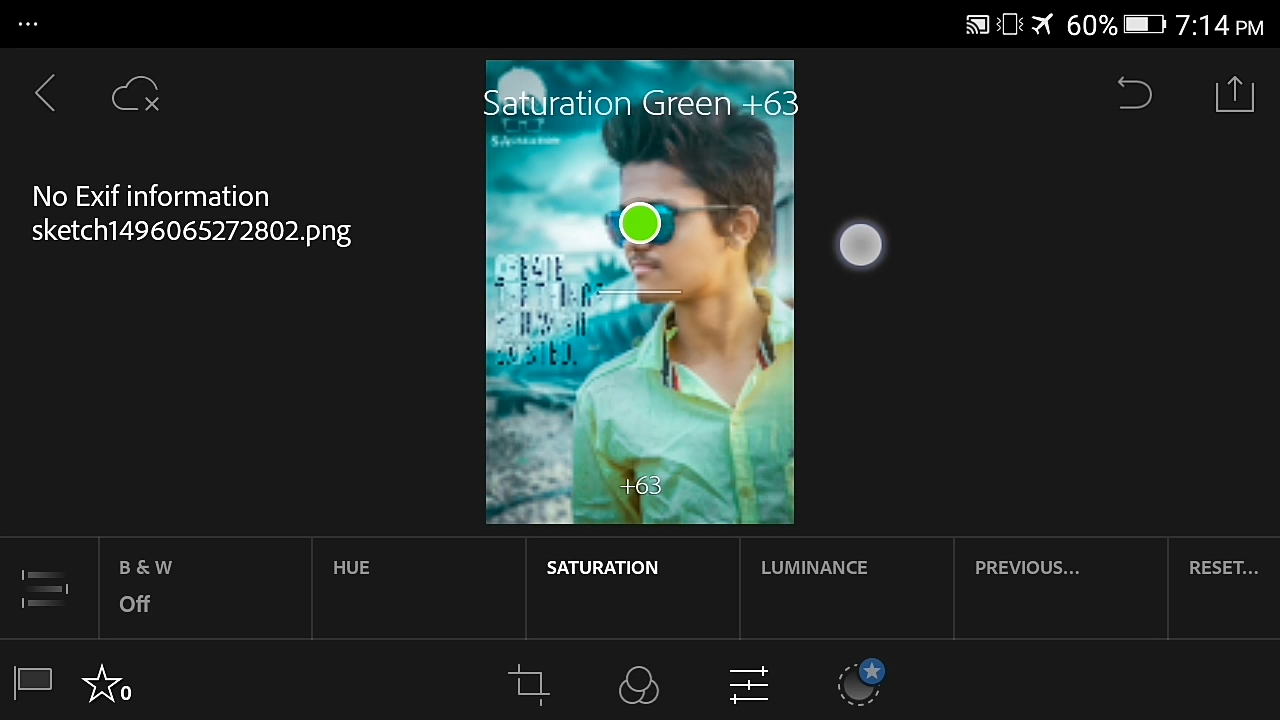 ...
60% 7:14 PM
Saturation Green +63
No Exif information
sketch1496065272802.png
CREATE
+63
B & W
Off
HUE
SATURATION
LUMINANCE
PREVIOUS...
RESET...
0